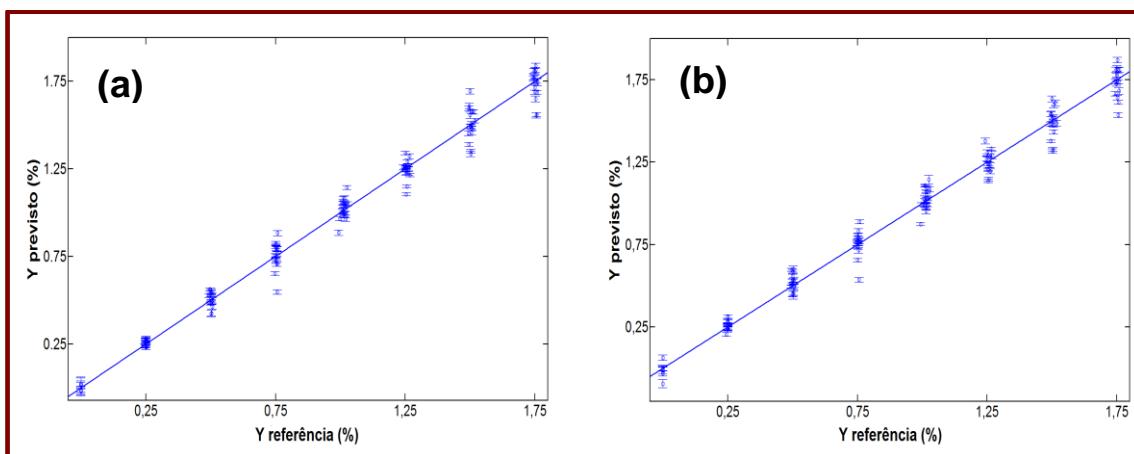 (a)
Y previsto (%)
1.75
1.25
0.75
0.25
0,25 0,75 1,25 1,75
Y referência (%)
(b)
Y previsto (%)
1,75
1,25
0,75
0,25
0,25 0,75 1,25 1,75
Y referência (%)